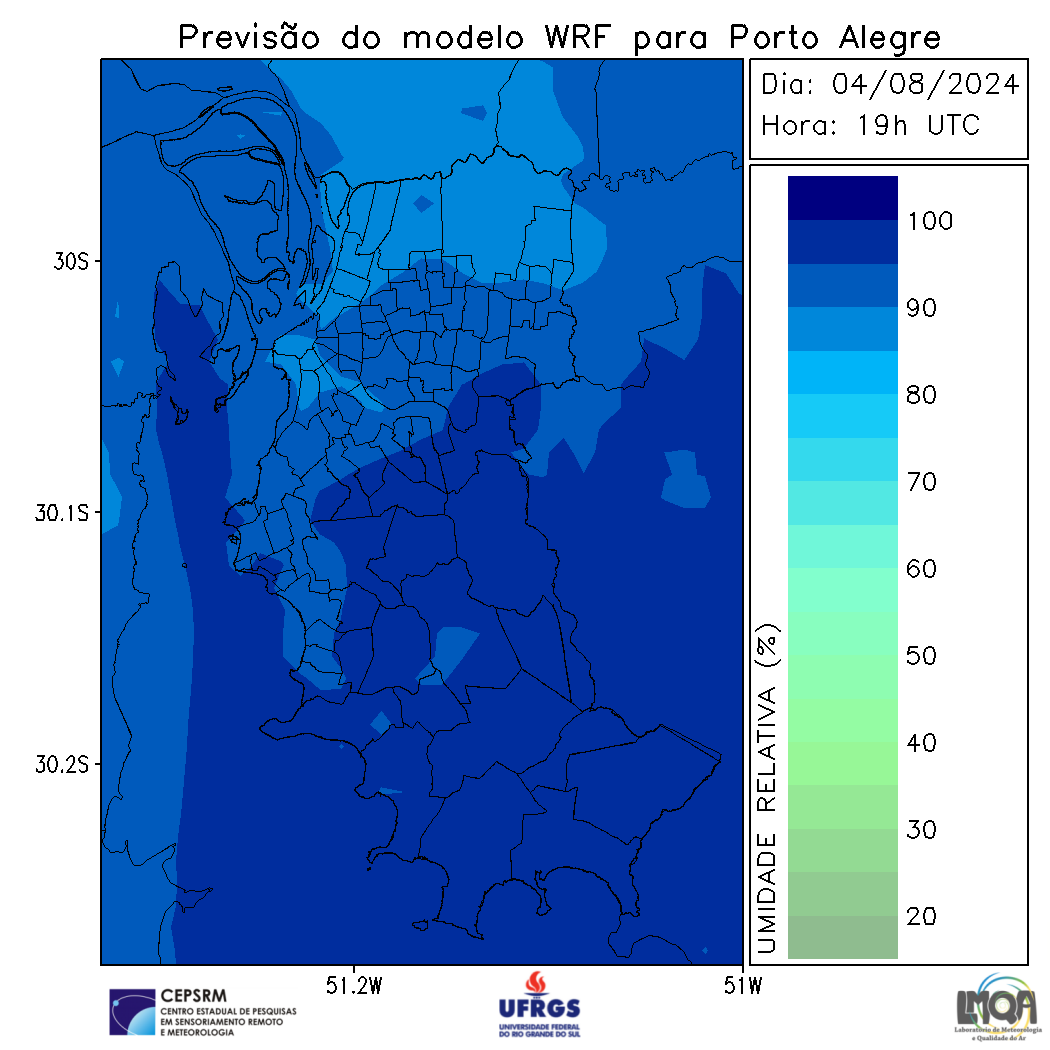 Previsão do modelo WRF para Porto Alegre
Dia: 04/08/2024
Hora: 19h UTC
100
90
80
70
60
50
40
30
20
UMIDADE RELATIVA (%)
30S
30.1S
30.2S
51.2W
51W
CEPSRM
CENTRO ESTADUAL DE PESQUISAS
EM SENSORIAMENTO REMOTO
E METEOROLOGIA
UFRGS
UNIVERSIDADE FEDERAL
DO RIO GRANDE DO SUL
LMQA
Laboratório de Meteorologia
e Qualidade do Ar